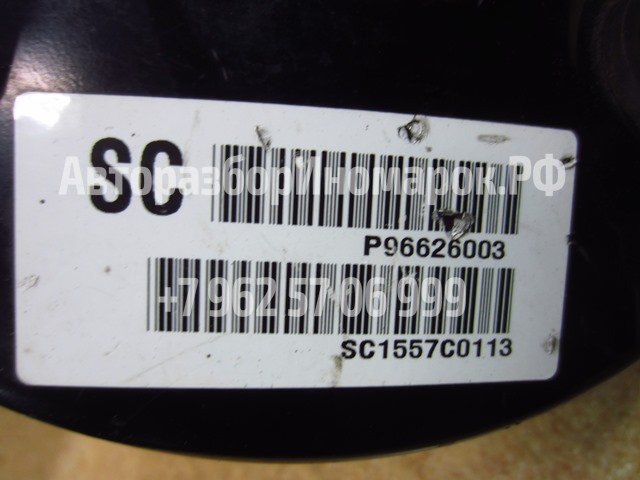 SC
АвторазборИномарок.РФ
P96626003
+7 962 57 06 999
SC1557C0113